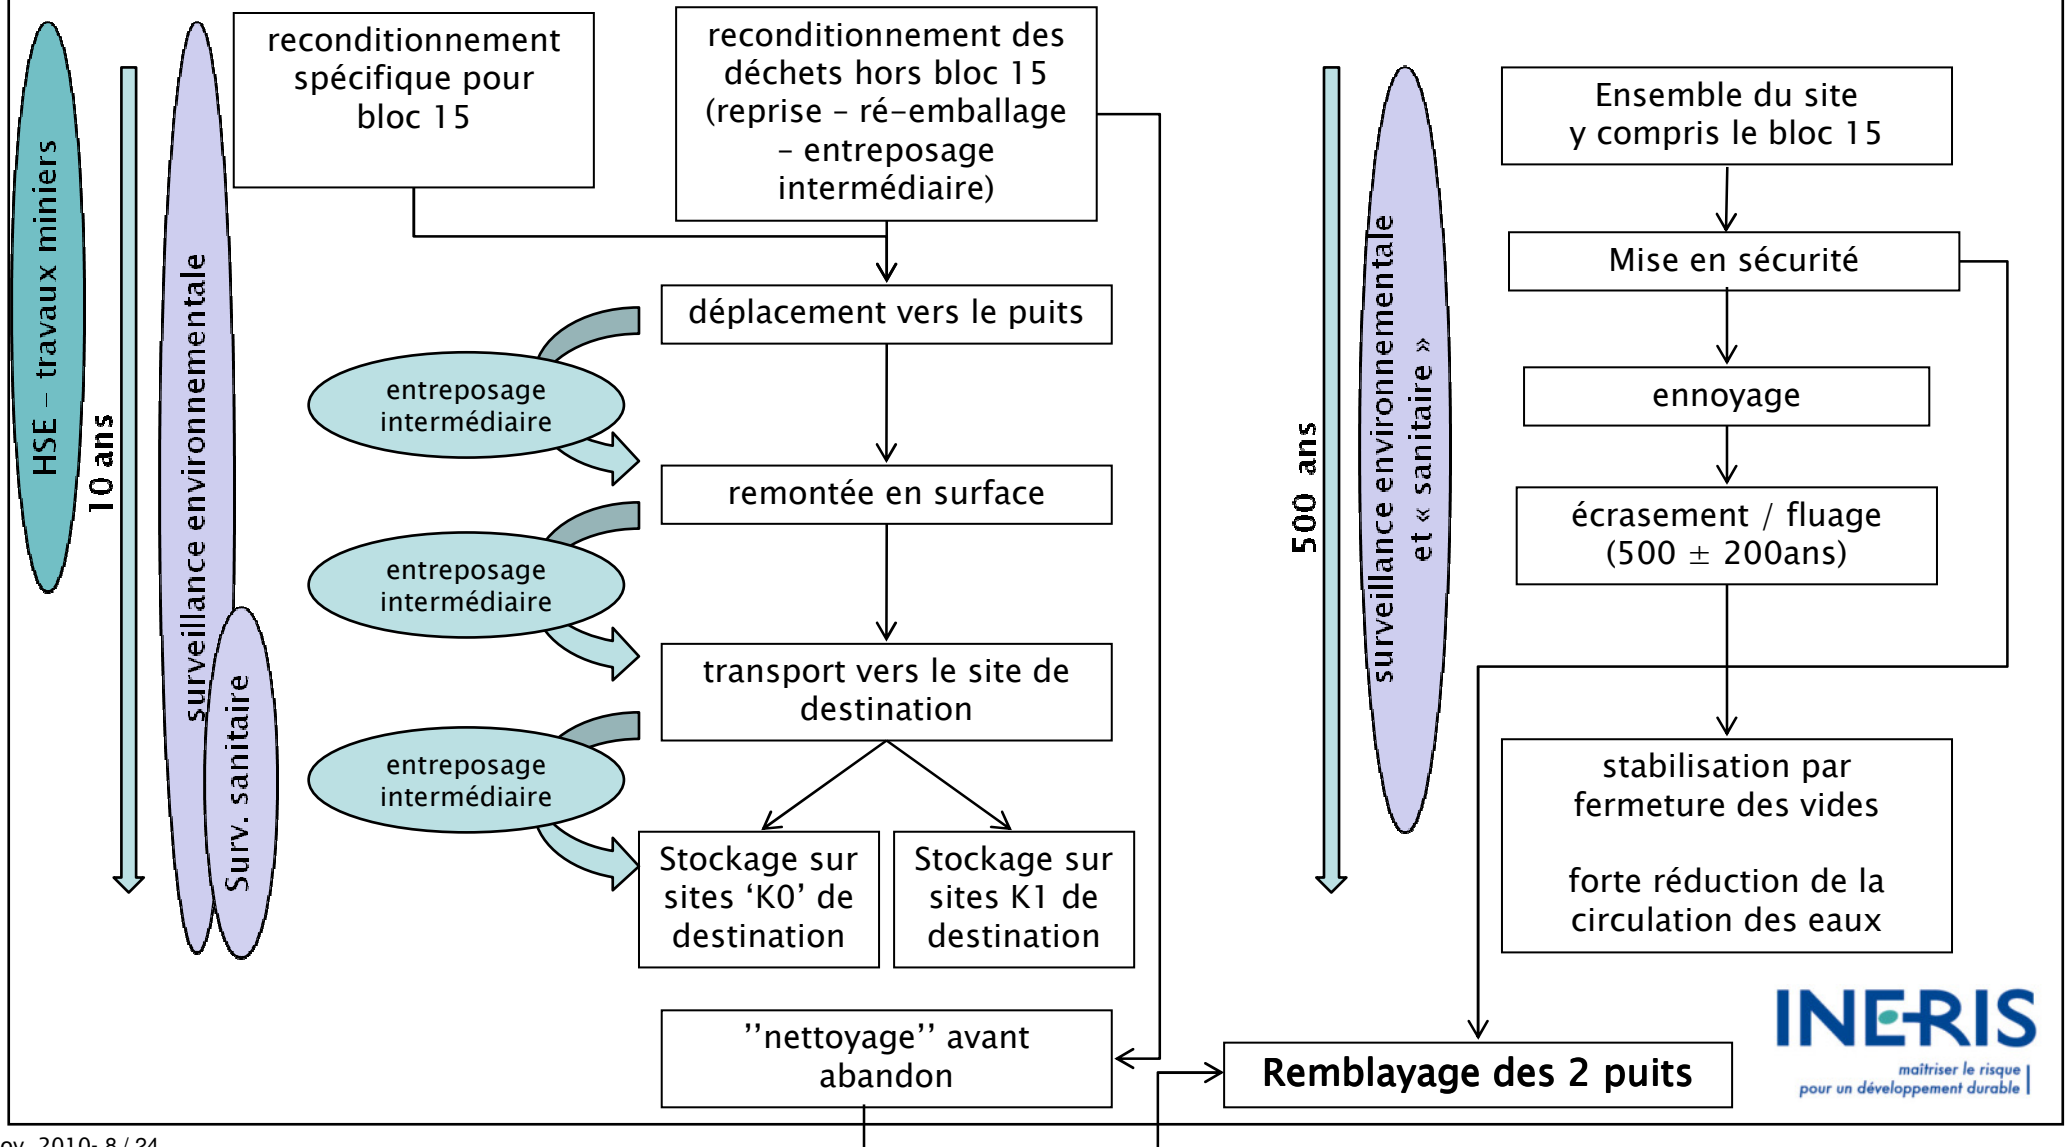 HSE – travaux miniers
10 ans
surveillance environnementale
Surv. sanitaire
reconditionnement
spécifique pour
bloc 15
reconditionnement des
déchets hors bloc 15
(reprise – ré–emballage
– entreposage
intermédiaire)
déplacement vers le puits
entreposage
intermédiaire
remontée en surface
entreposage
intermédiaire
transport vers le site de
destination
entreposage
intermédiaire
Stockage sur
sites ‘K0’ de
destination
Stockage sur
sites K1 de
destination
’’nettoyage’’ avant
abandon
500 ans
surveillance environnementale
et « sanitaire »
Ensemble du site
y compris le bloc 15
Mise en sécurité
ennoyage
écrasement / fluage
(500 ± 200ans)
stabilisation par
fermeture des vides
forte réduction de la
circulation des eaux
Remblayage des 2 puits
INERIS
maîtriser le risque
pour un développement durable
2010- 8 / 24